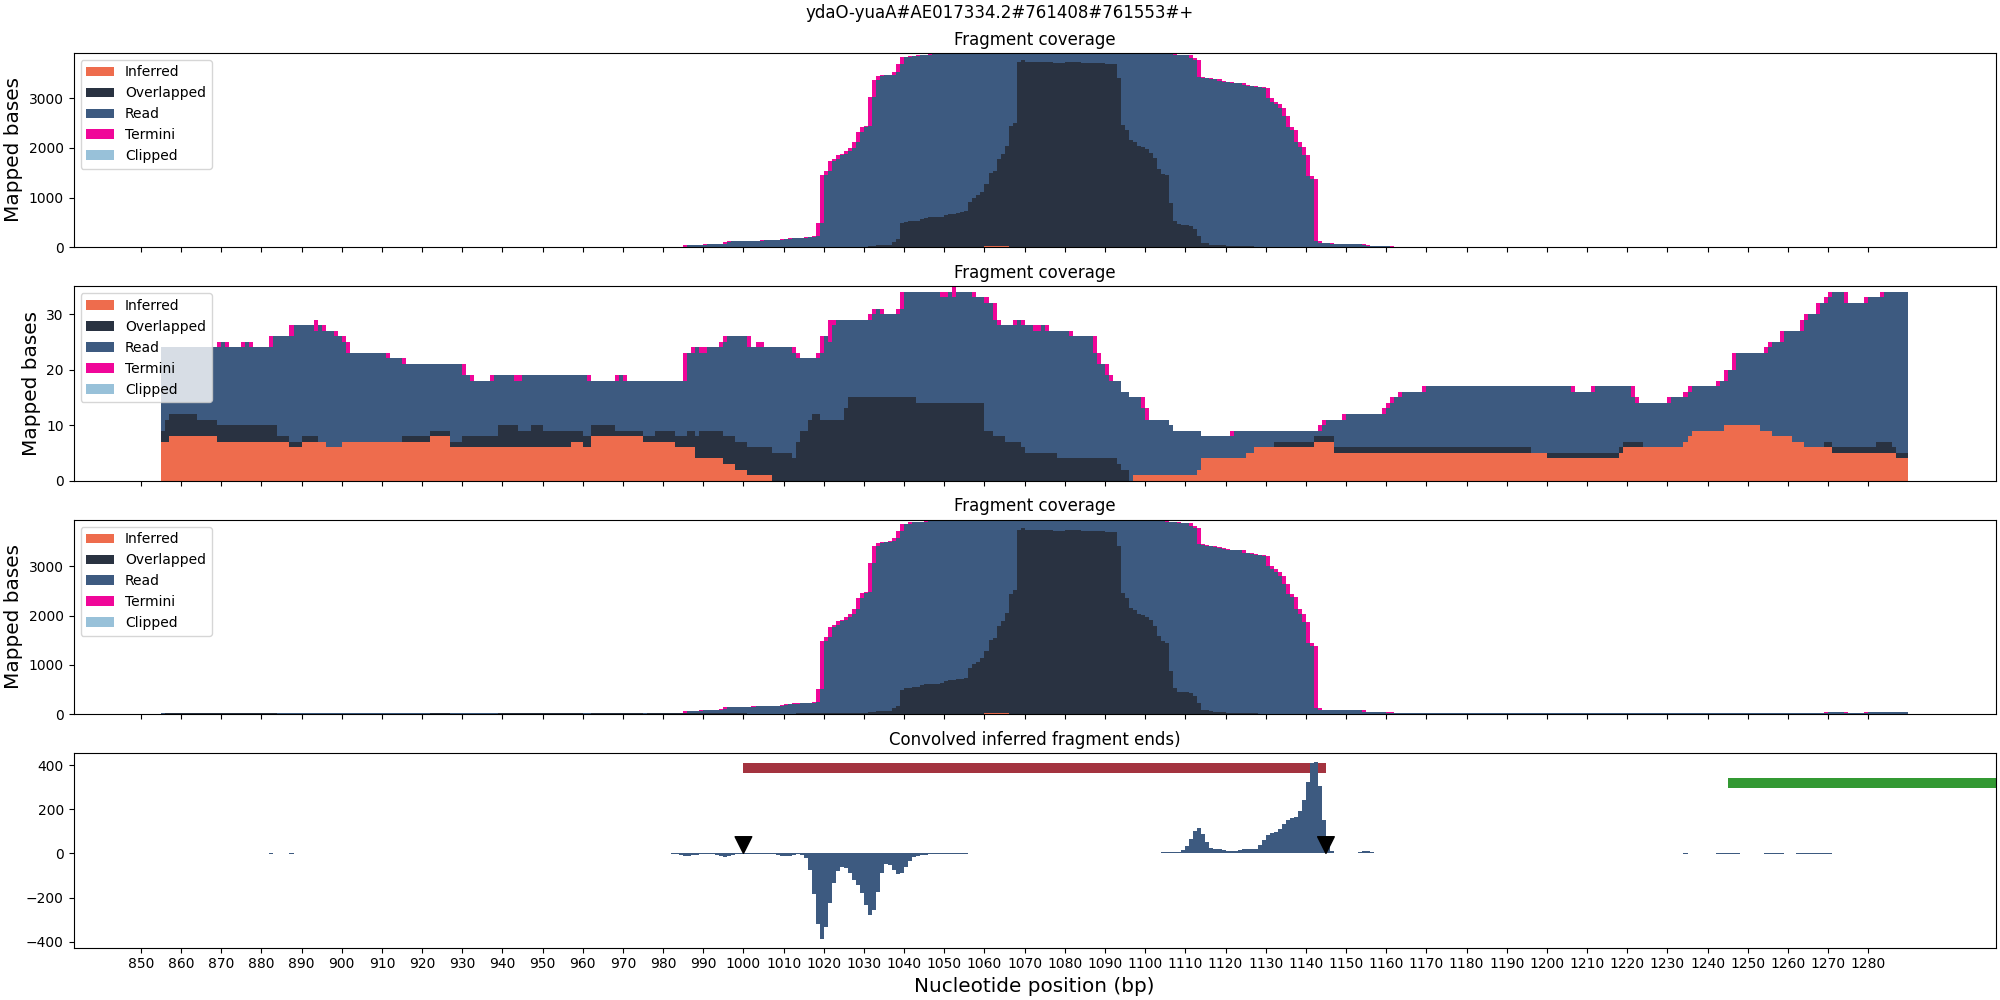 ydaO-yuaA#AE017334.2#761408#761553#+
Fragment coverage
Mapped bases
3000
2000
1000
0
Inferred
Overlapped
Read
Termini
Clipped
Fragment coverage
Mapped bases
30
20
10
0
Inferred
Overlapped
Read
Termini
Clipped
Fragment coverage
Mapped bases
3000
2000
1000
0
Inferred
Overlapped
Read
Termini
Clipped
Convolved inferred fragment ends)
400
200
0
−200
−400
850 860 870 880 890 900 910 920 930 940 950 960 970 980 990 1000 1010 1020 1030 1040 1050 1060 1070 1080 1090 1100 1110 1120 1130 1140 1150 1160 1170 1180 1190 1200 1210 1220 1230 1240 1250 1260 1270 1280
Nucleotide position (bp)